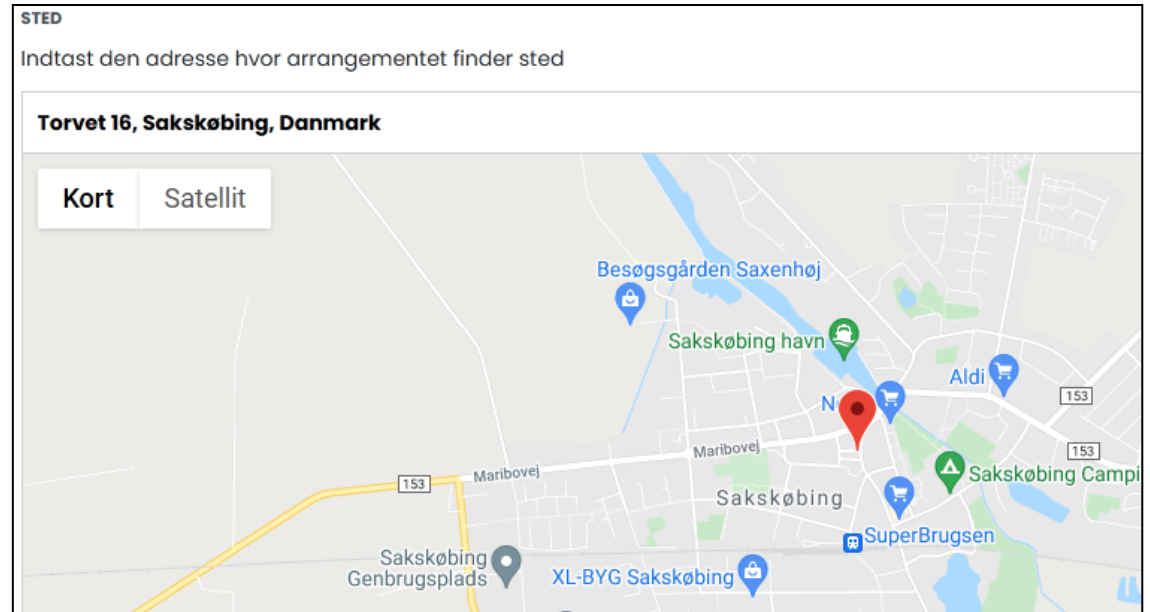 STED
Indtast den adresse hvor arrangementet finder sted
Torvet 16, Sakskøbing, Danmark
Kort
Satellit
Besøgsgården Saxenhøj
Sakskøbing havn
Aldi
153
Maribovej
153
Maribovej
153
Sakskøbing Campi
Sakskøbing
SuperBrugsen
Sakskøbing
Genbrugsplads
XL-BYG Sakskøbing